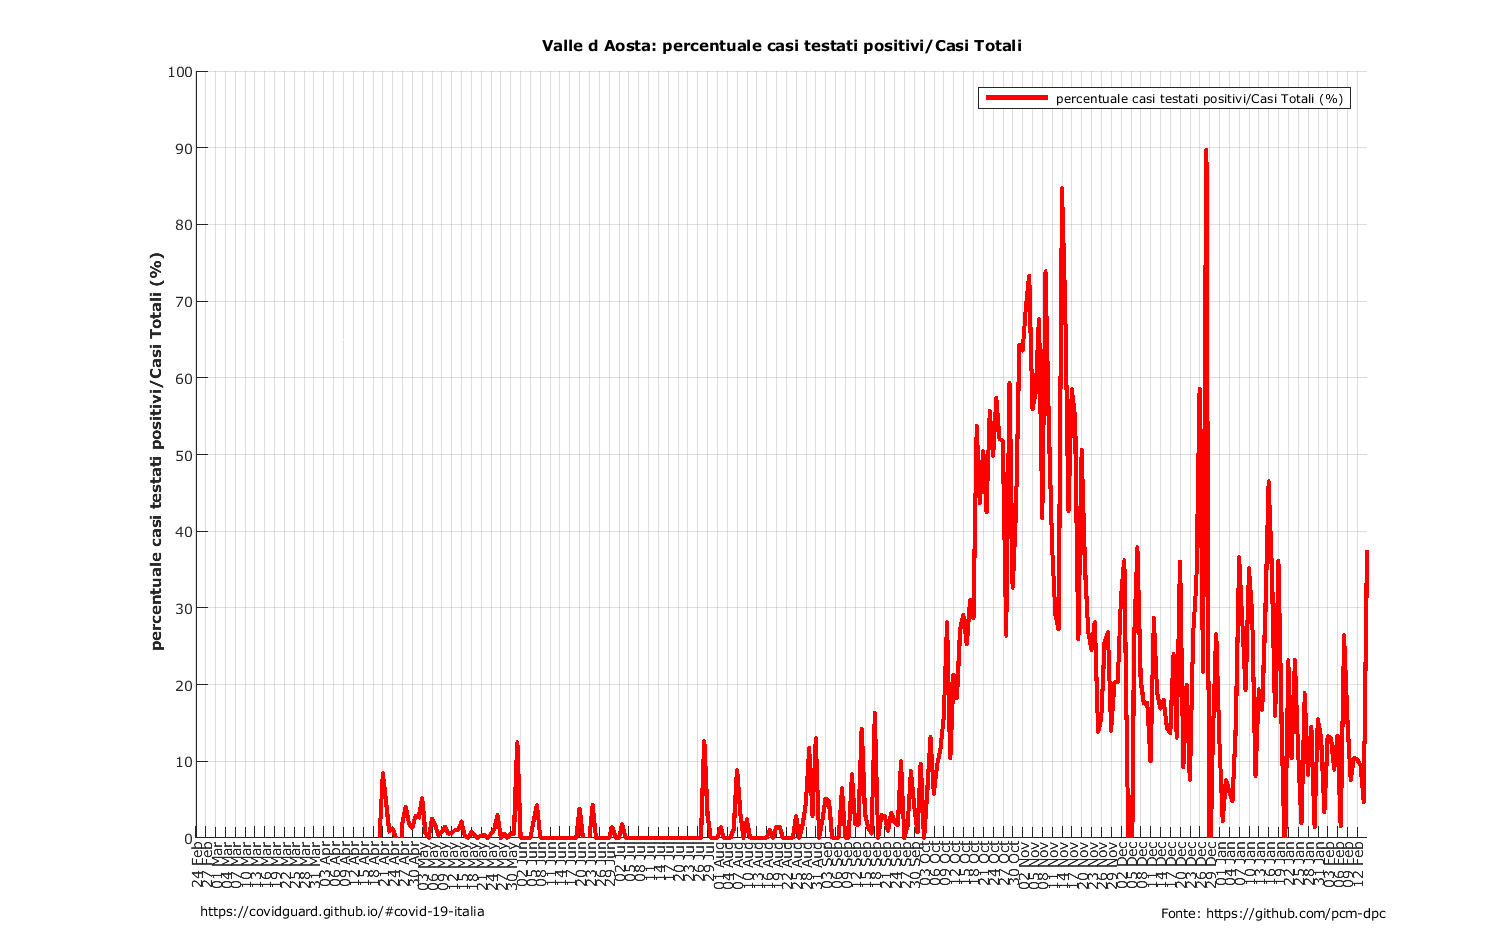 Valle d Aosta: percentuale casi testati positivi/Casi Totali
percentuale casi testati positivi/Casi Totali (%)
percentuale casi testati positivi/Casi Totali (%)
100
90
80
70
60
50
40
30
20
10
0
24 Feb
27 Feb
01 Mar
04 Mar
07 Mar
10 Mar
13 Mar
16 Mar
19 Mar
22 Mar
25 Mar
28 Mar
31 Mar
03 Apr
06 Apr
09 Apr
12 Apr
15 Apr
18 Apr
21 Apr
24 Apr
27 Apr
30 Apr
03 May
06 May
09 May
12 May
15 May
18 May
21 May
24 May
27 May
30 May
02 Jun
05 Jun
08 Jun
11 Jun
14 Jun
17 Jun
20 Jun
23 Jun
26 Jun
29 Jun
02 Jul
05 Jul
08 Jul
11 Jul
14 Jul
17 Jul
20 Jul
23 Jul
26 Jul
29 Jul
01 Aug
04 Aug
07 Aug
10 Aug
13 Aug
16 Aug
19 Aug
22 Aug
25 Aug
28 Aug
31 Aug
03 Sep
06 Sep
09 Sep
12 Sep
15 Sep
18 Sep
21 Sep
24 Sep
27 Sep
30 Sep
03 Oct
06 Oct
09 Oct
12 Oct
15 Oct
18 Oct
21 Oct
24 Oct
27 Oct
30 Oct
02 Nov
05 Nov
08 Nov
11 Nov
14 Nov
17 Nov
20 Nov
23 Nov
26 Nov
29 Nov
02 Dec
05 Dec
08 Dec
11 Dec
14 Dec
17 Dec
20 Dec
23 Dec
26 Dec
29 Dec
01 Jan
04 Jan
07 Jan
10 Jan
13 Jan
16 Jan
19 Jan
22 Jan
25 Jan
28 Jan
31 Jan
03 Feb
06 Feb
09 Feb
12 Feb
https://covidguard.github.io/#covid-19-italia
Fonte: https://github.com/pcm-dpc